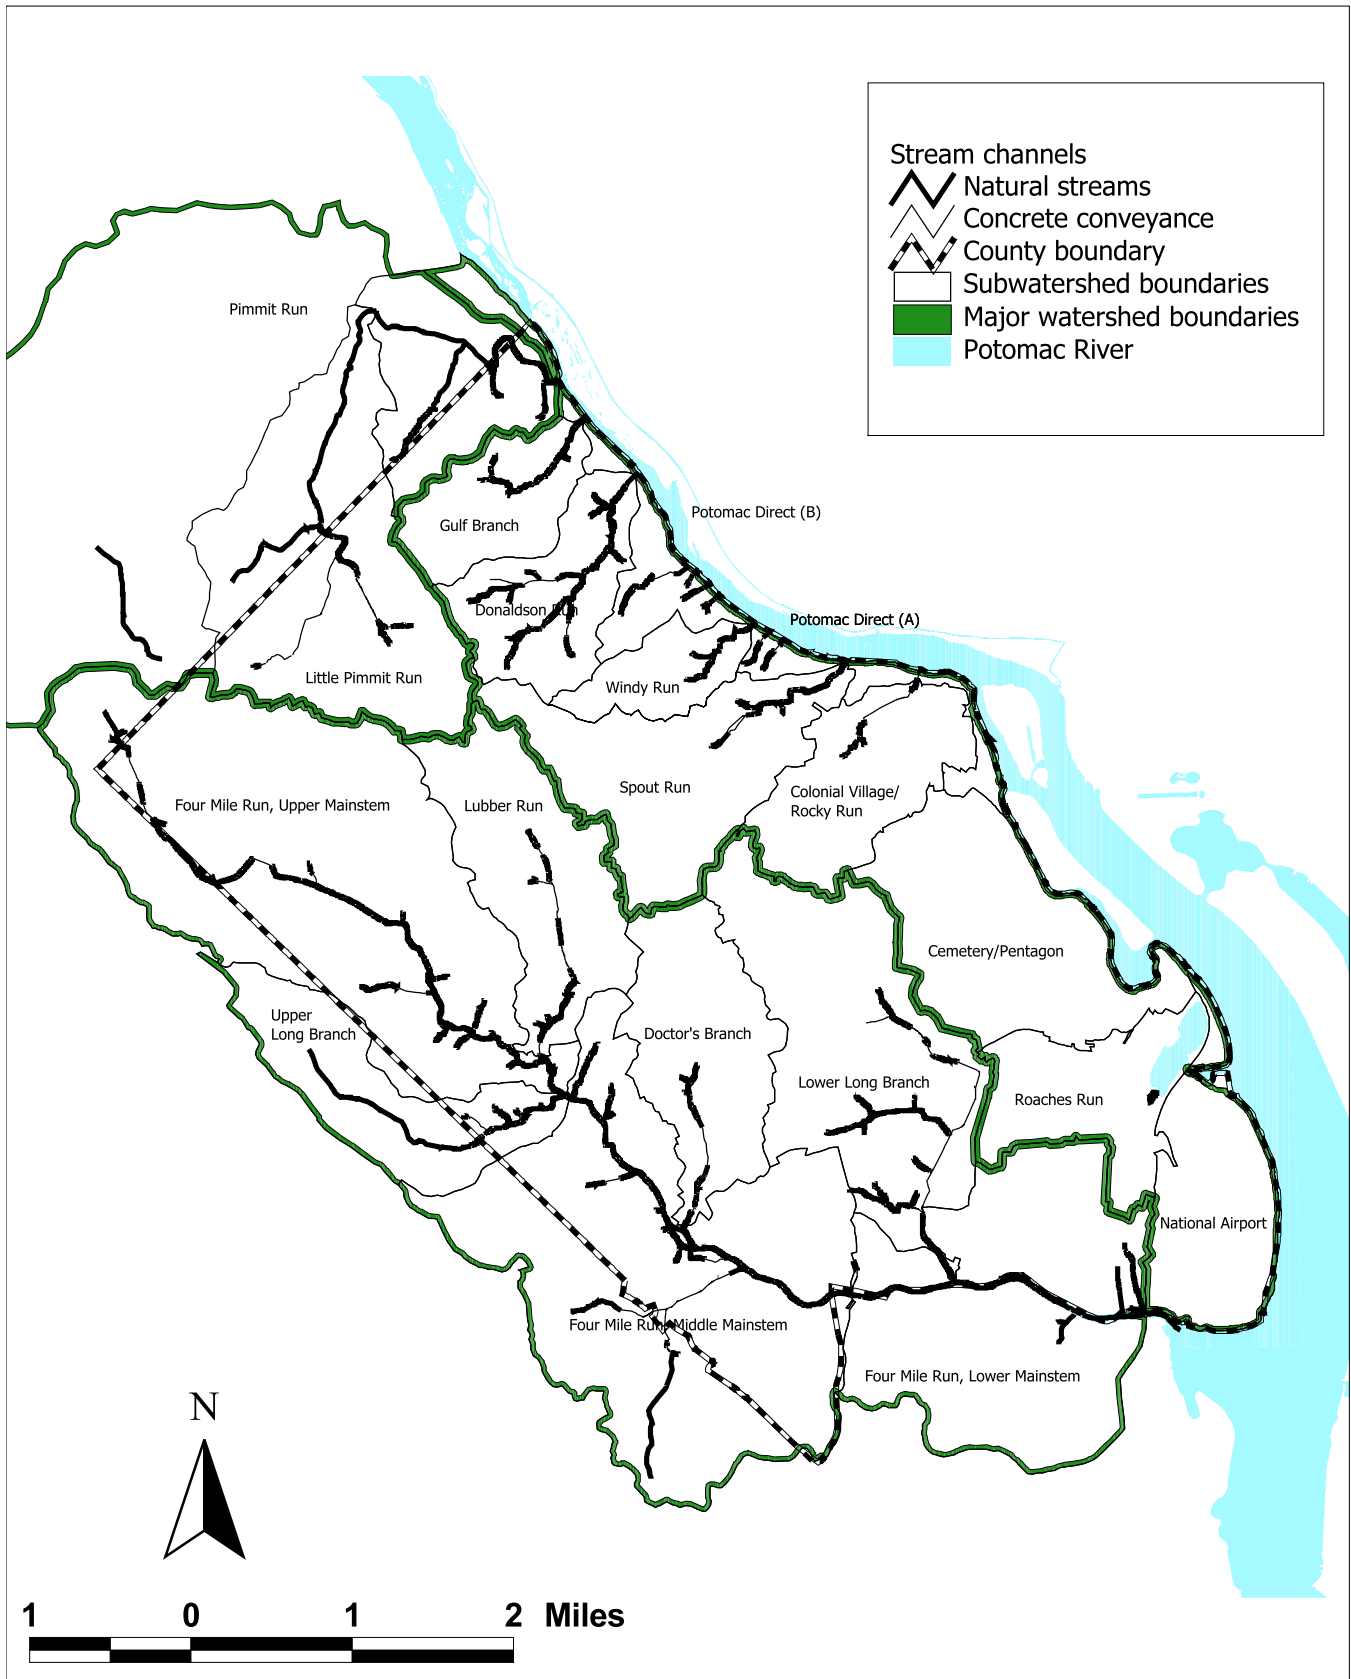 Stream channels
Natural streams
Concrete conveyance
County boundary
Subwatershed boundaries
Major watershed boundaries
Potomac River
Pimmit Run
Gulf Branch
Potomac Direct (B)
Donaldson Run
Potomac Direct (A)
Little Pimmit Run
Windy Run
Spout Run
Colonial Village/
Rocky Run
Four Mile Run, Upper Mainstem
Lubber Run
Cemetery/Pentagon
Upper
Long Branch
Doctor's Branch
Lower Long Branch
Roaches Run
National Airport
Four Mile Run, Middle Mainstem
Four Mile Run, Lower Mainstem
N
1 0 1 2 Miles